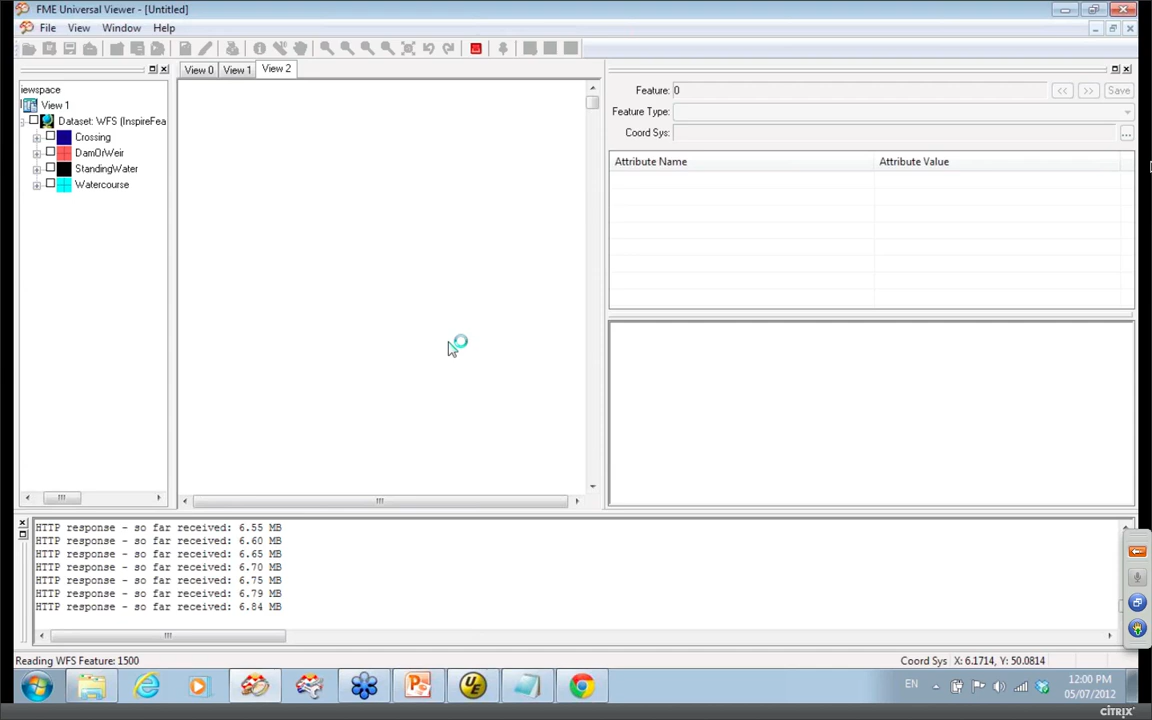 FME Universal Viewer - [Untitled]
File View Window Help
View 0 View 1 View 2
iewspace
View 1
Dataset: WFS (InspireFea
Crossing
DamOrWeir
StandingWater
Watercourse
Feature: 0
<< >> Save
Feature Type:
Coord Sys:
...
Attribute Name Attribute Value
HTTP response - so far received: 6.55 MB
HTTP response - so far received: 6.60 MB
HTTP response - so far received: 6.65 MB
HTTP response - so far received: 6.70 MB
HTTP response - so far received: 6.75 MB
HTTP response - so far received: 6.79 MB
HTTP response - so far received: 6.84 MB
Reading WFS Feature: 1500
Coord Sys X: 6.1714, Y: 50.0814
EN
12:00 PM
05/07/2012
CITRIX